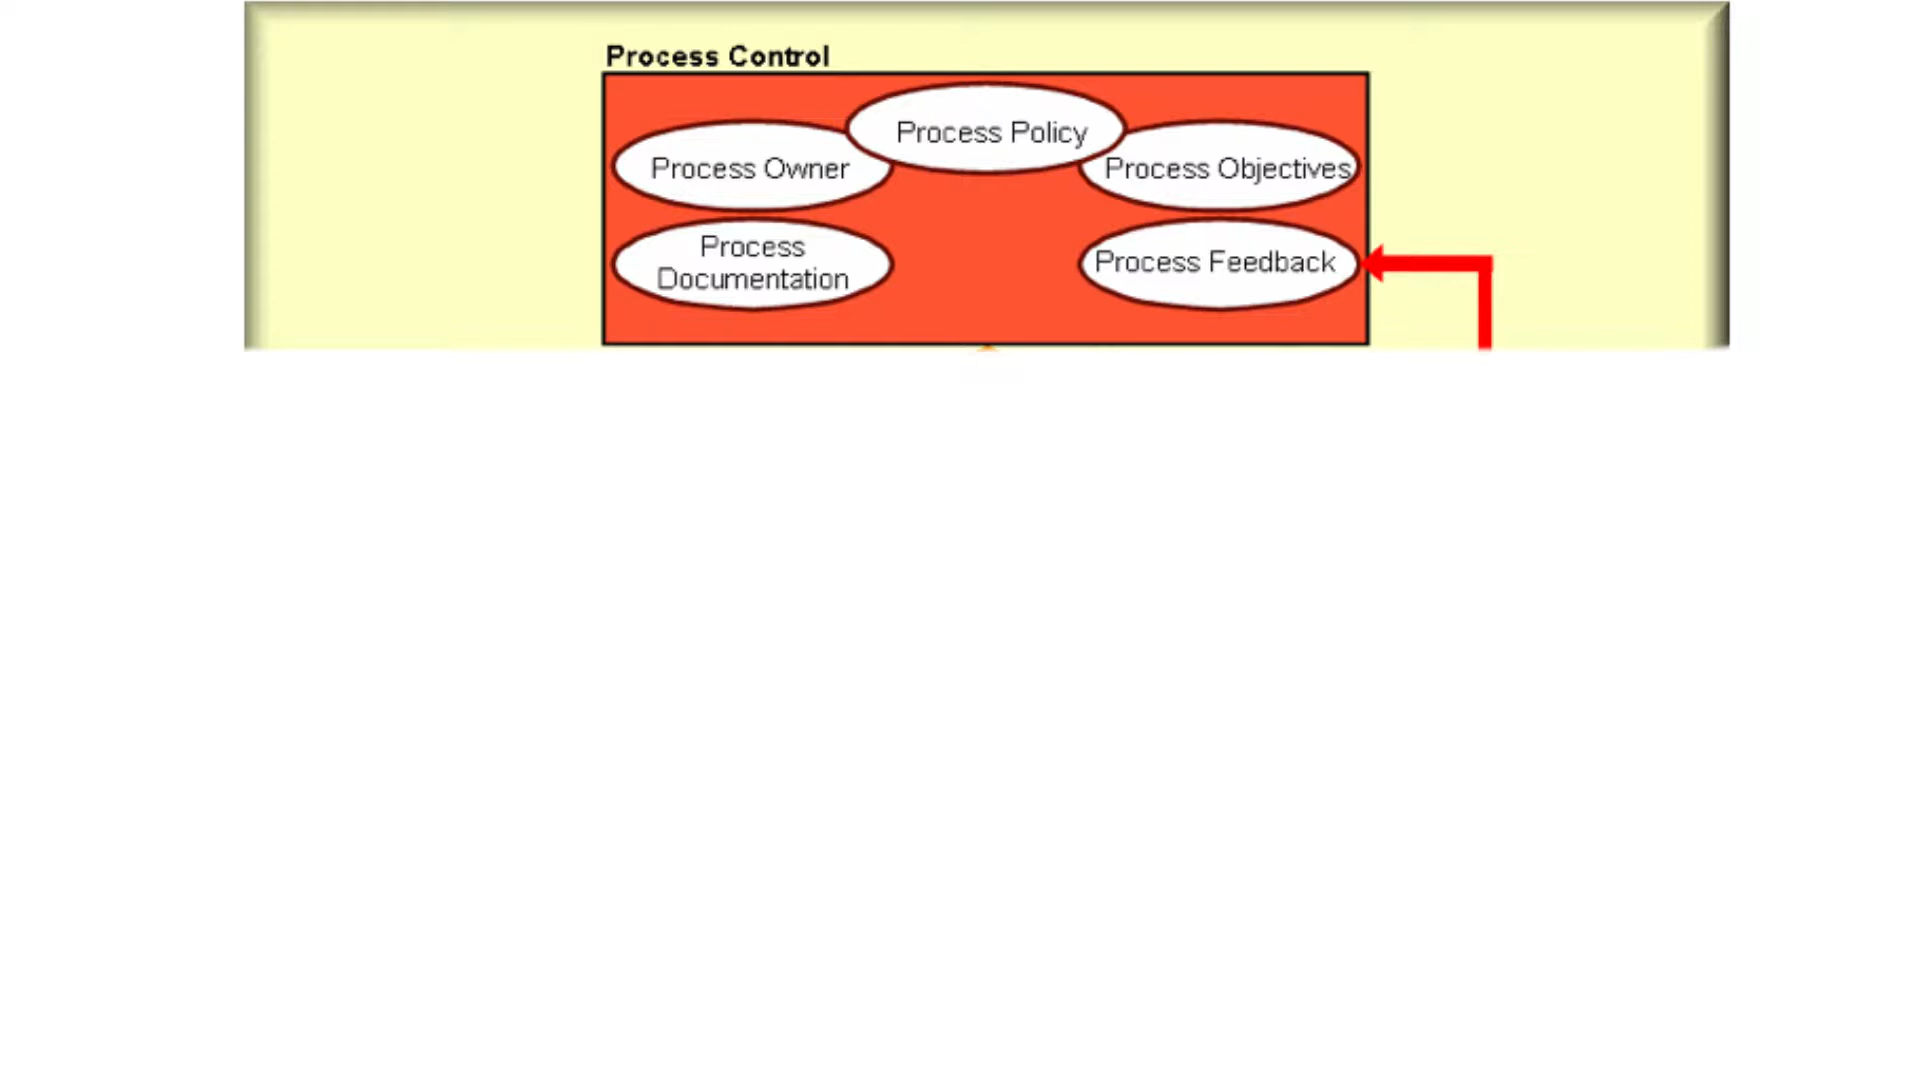 Process Control
Process Policy
Process Owner
Process Objectives
Process
Documentation
Process Feedback